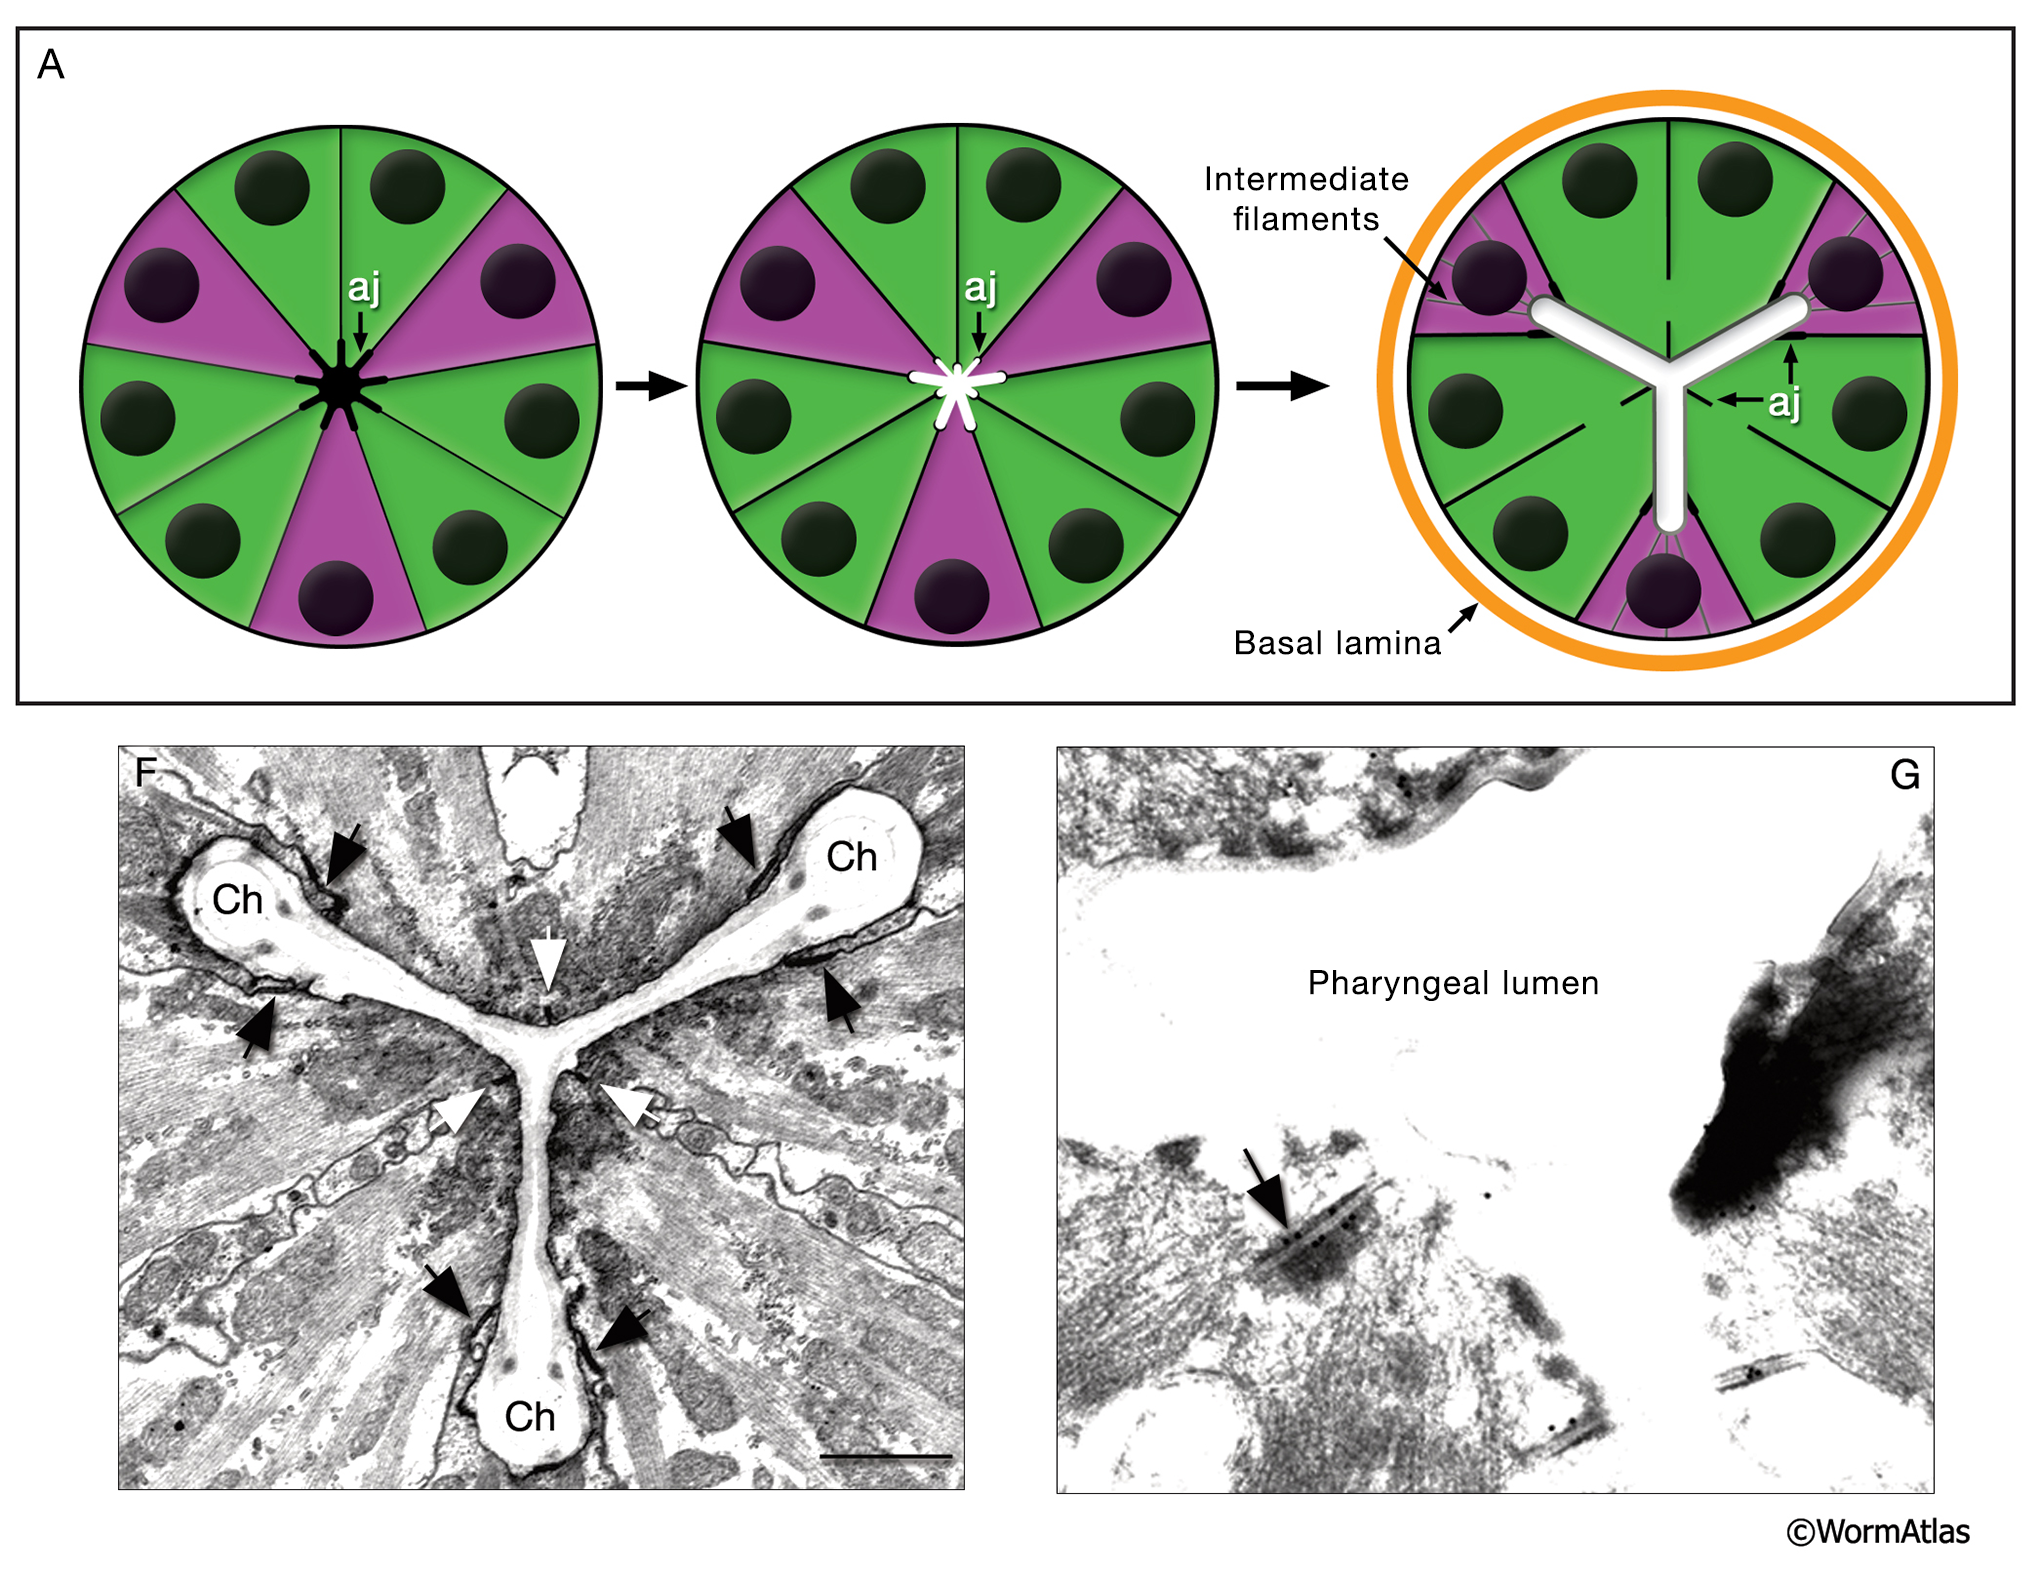 A
aj
aj
Intermediate
filaments
aj
Basal lamina
F
Ch
Ch
Ch
G
Pharyngeal lumen
©WormAtlas